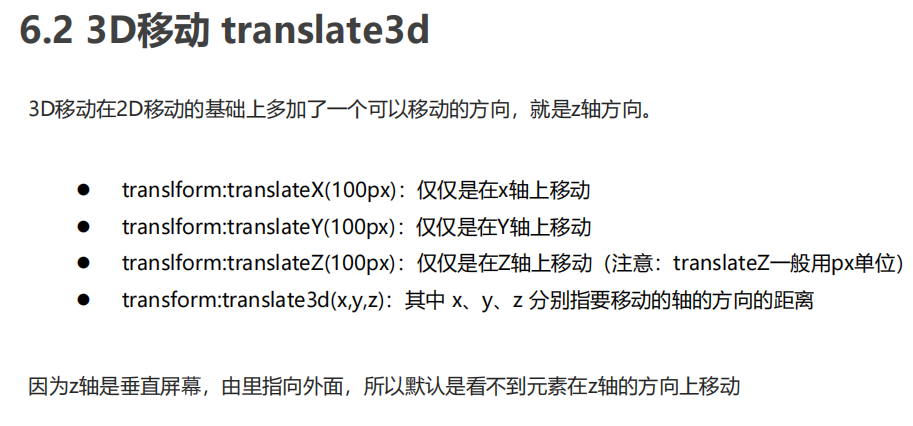 6.2 3D移动 translate3d
3D移动在2D移动的基础上多加了一个可以移动的方向，就是z轴方向。
● translform:translateX(100px)：仅仅是在x轴上移动
● translform:translateY(100px)：仅仅是在Y轴上移动
● translform:translateZ(100px)：仅仅是在Z轴上移动（注意：translateZ一般用px单位）
● transform:translate3d(x,y,z)：其中 x、y、z 分别指要移动的轴的方向的距离
因为z轴是垂直屏幕，由里指向外面，所以默认是看不到元素在z轴的方向上移动